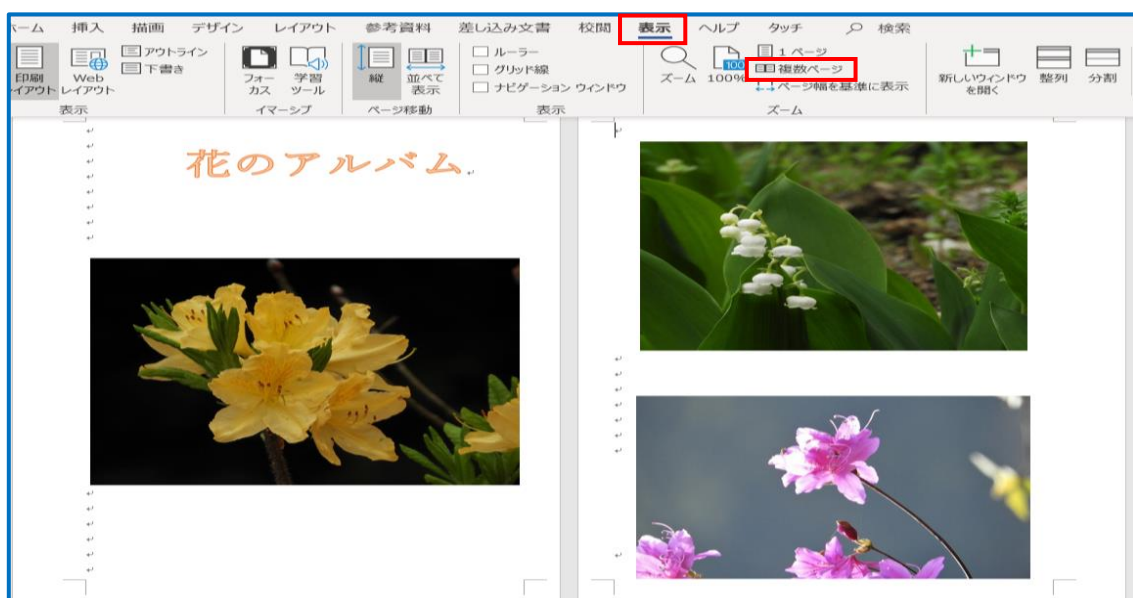 ーム 挿入 描画 デザイン レイアウト 参考資料 差し込み文書 校閲 表示 ヘルプ タッチ 検索
印刷
イアウト
Web
レイアウト
アウトライン
下書き
表示
フォー
カス
学習
ツール
イマーシブ
縦
並べて
表示
ページ移動
ルーラー
グリッド線
ナビゲーション ウィンドウ
表示
ズーム
100
100%
1 ページ
複数ページ
ページ幅を基準に表示
ズーム
新しいウィンドウ
を開く
整列
分割
花のアルバム